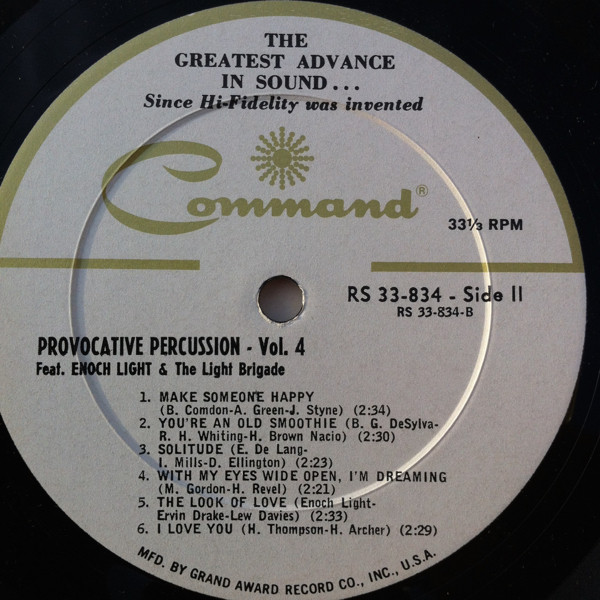 THE
GREATEST ADVANCE
IN SOUND...
Since Hi-Fidelity was invented
Command®
33⅓ RPM
RS 33-834 - Side II
RS 33-834-B
PROVOCATIVE PERCUSSION - Vol. 4
Feat. ENOCH LIGHT & The Light Brigade
1. MAKE SOMEONE HAPPY
(B. Comdon-A. Green-J. Styne) (2:34)
2. YOU'RE AN OLD SMOOTHIE (B. G. DeSylva-
R. H. Whiting-H. Brown Nacio) (2:30)
3. SOLITUDE (E. De Lang-
I. Mills-D. Ellington) (2:23)
4. WITH MY EYES WIDE OPEN, I'M DREAMING
(M. Gordon-H. Revel) (2:21)
5. THE LOOK OF LOVE (Enoch Light-
Ervin Drake-Lew Davies) (2:33)
6. I LOVE YOU (H. Thompson-H. Archer) (2:29)
MFD. BY GRAND AWARD RECORD CO., INC., U.S.A.